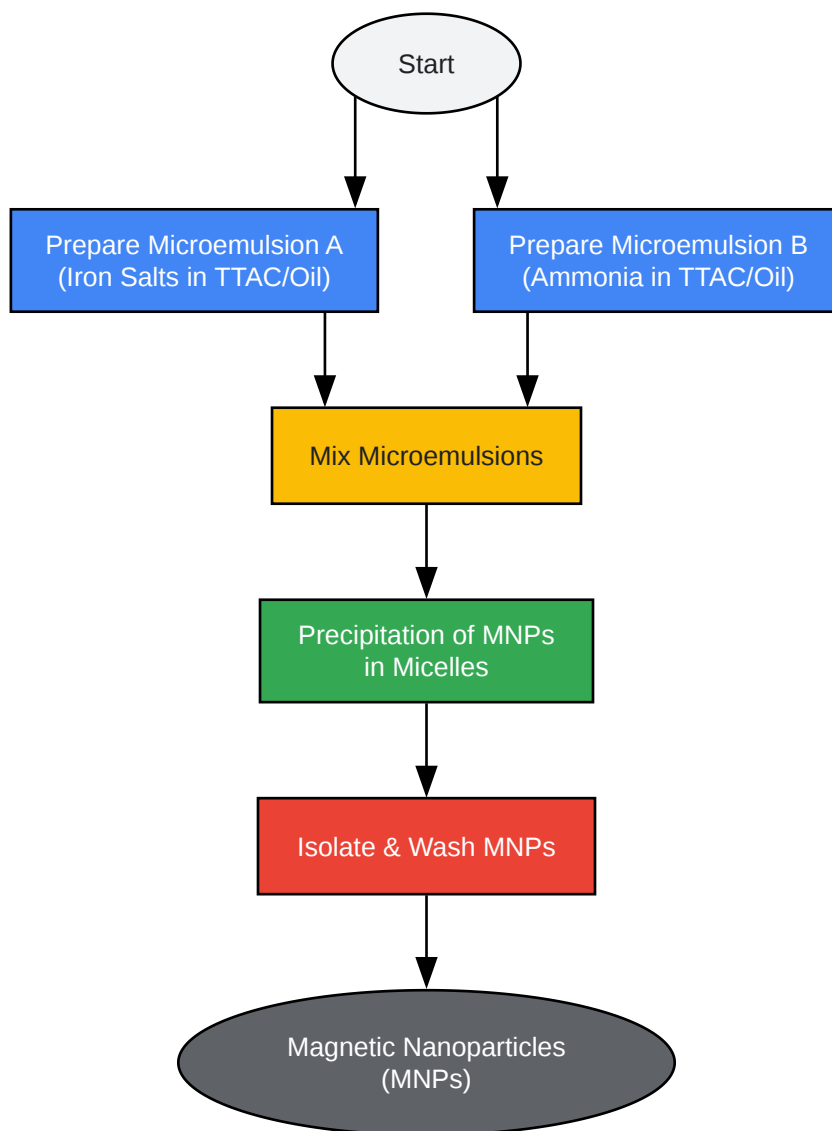 Start
Prepare Microemulsion A
(Iron Salts in TTAC/Oil)
Prepare Microemulsion B
(Ammonia in TTAC/Oil)
Mix Microemulsions
Precipitation of MNPs
in Micelles
Isolate & Wash MNPs
Magnetic Nanoparticles
(MNPs)